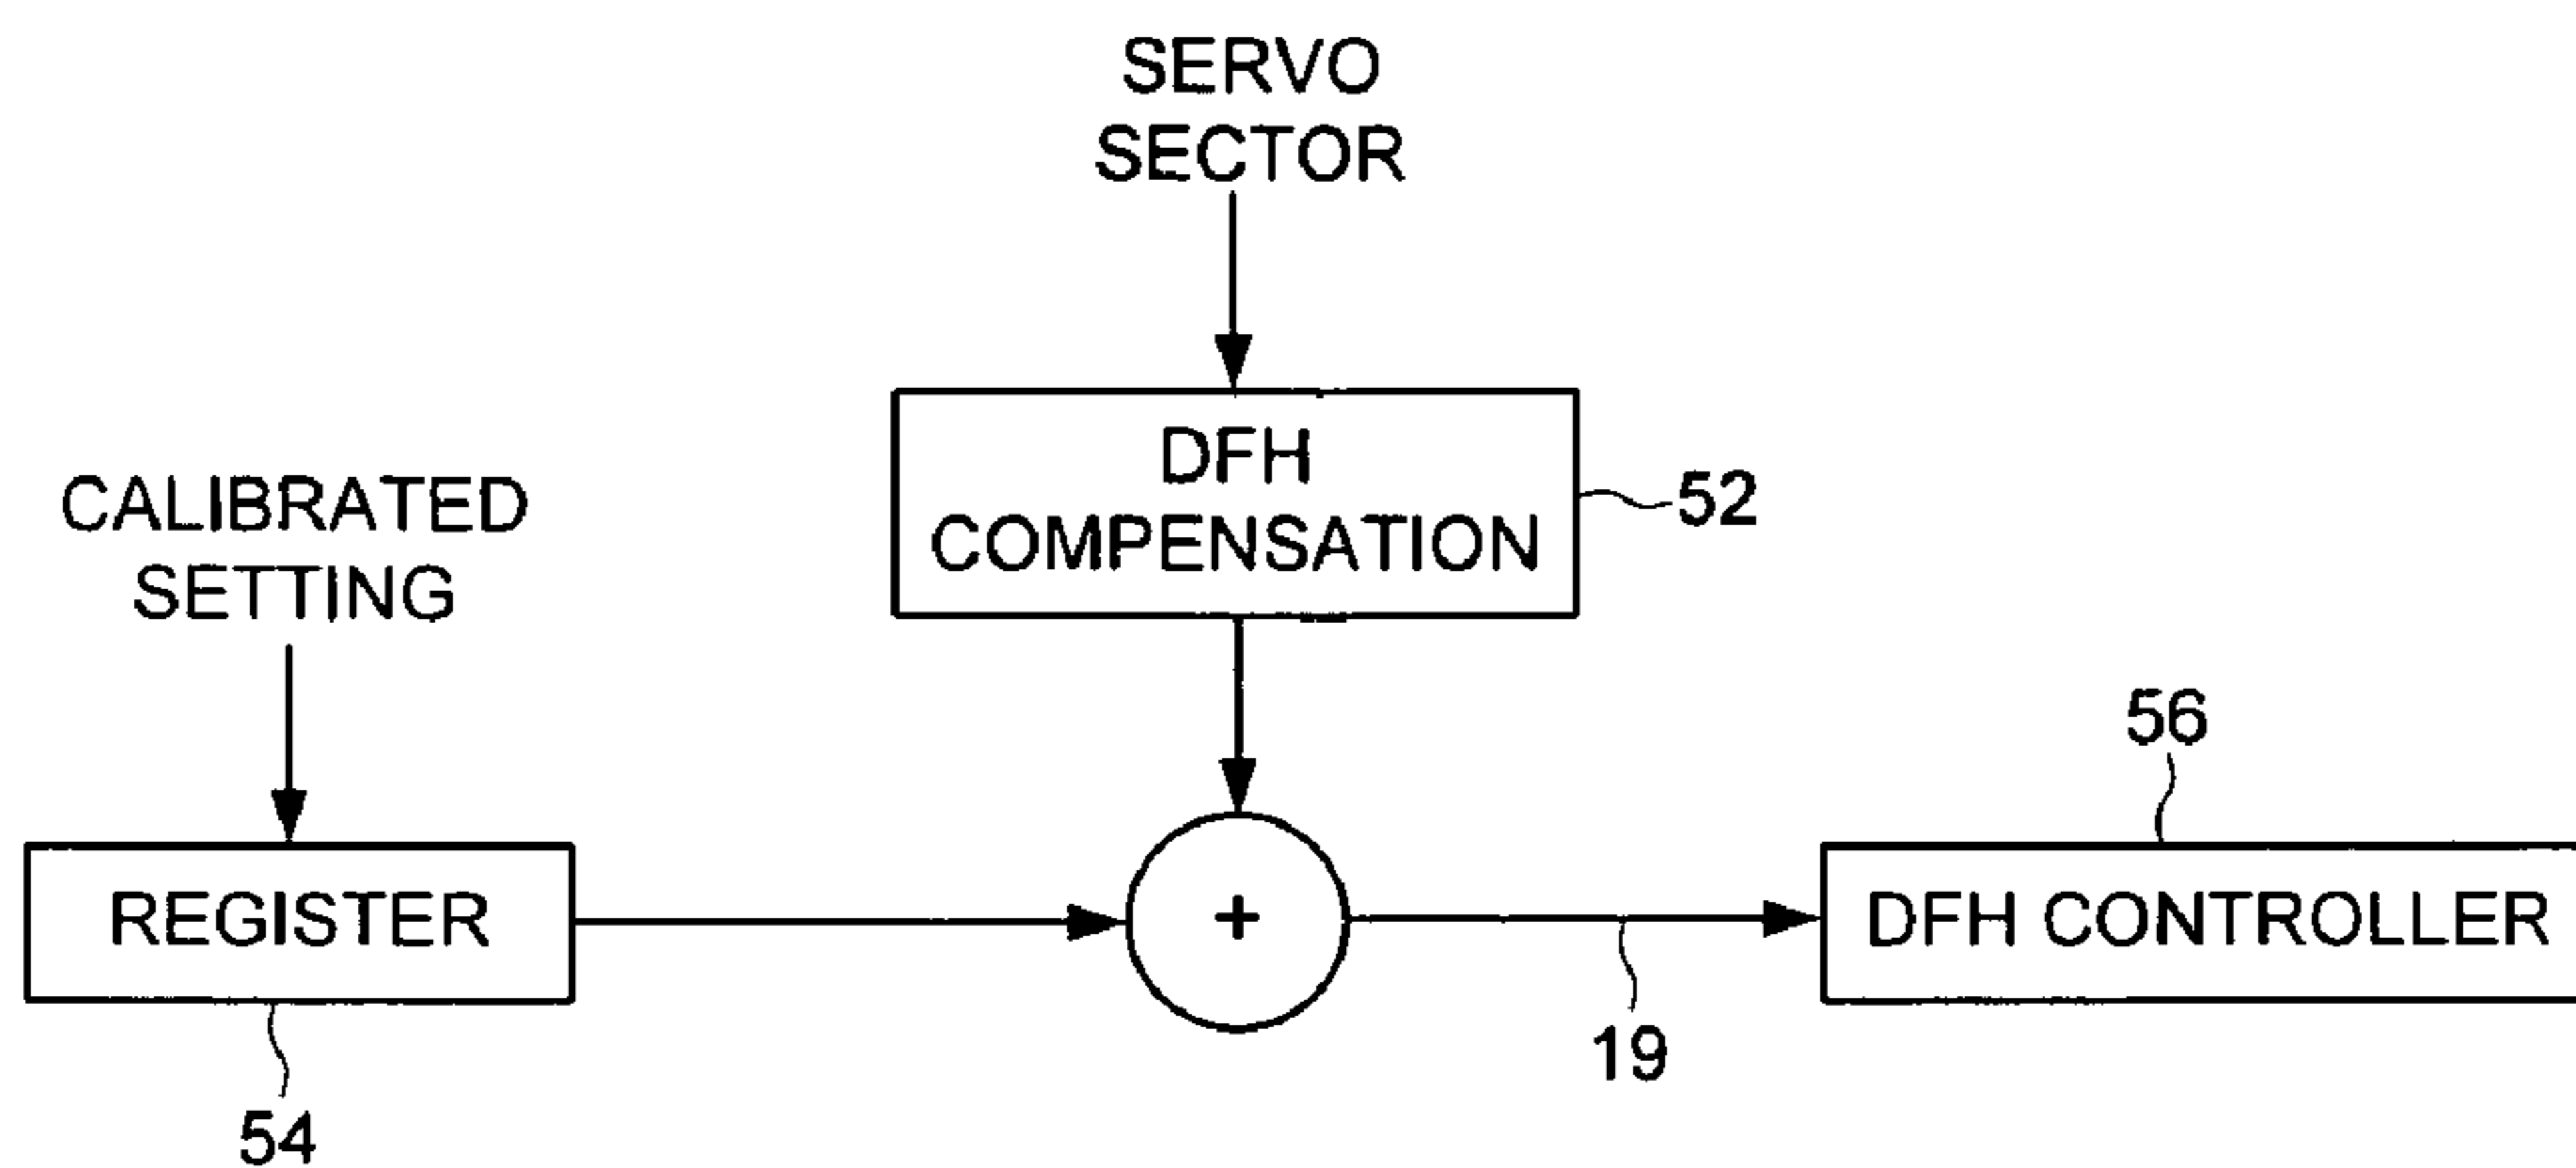 SERVO
SECTOR
DFH
COMPENSATION
52
CALIBRATED
SETTING
56
REGISTER
+
DFH CONTROLLER
19
54